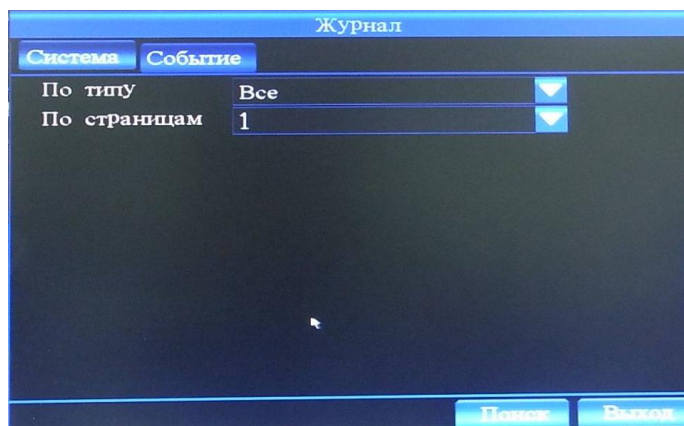 Журнал
Система Событие
По типу Все
По страницам 1
Поиск Выход